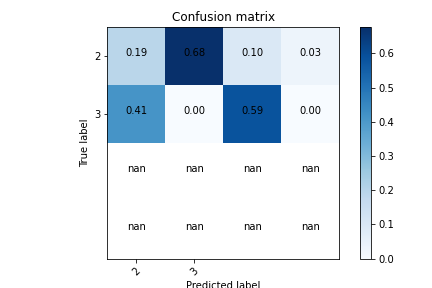 Confusion matrix
2 0.19 0.68 0.10 0.03
3 0.41 0.00 0.59 0.00
nan nan nan nan
nan nan nan nan
2 3
True label
Predicted label
0.6
0.5
0.4
0.3
0.2
0.1
0.0